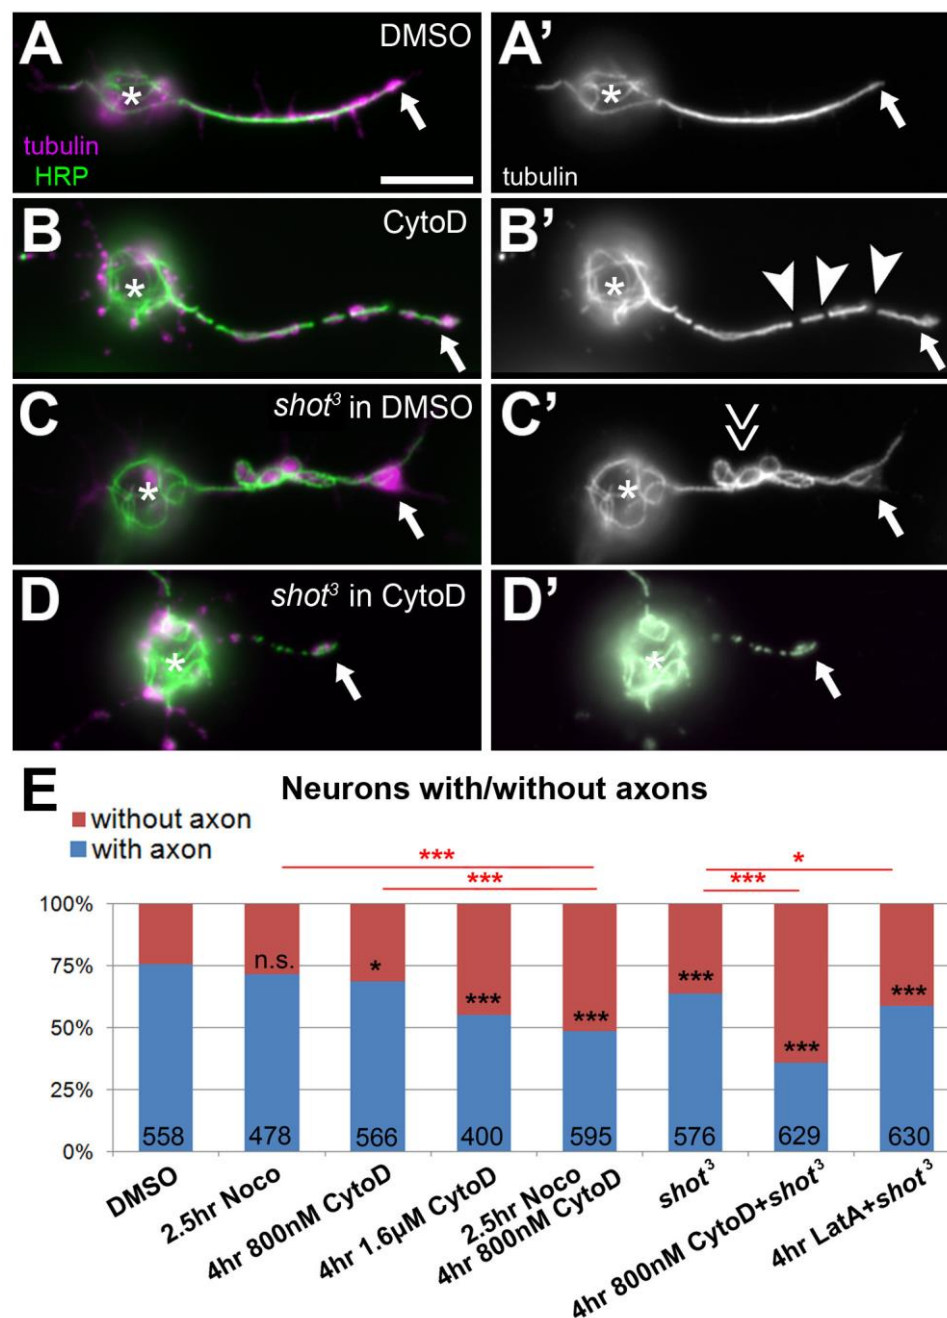 A DMSO
tubulin
HRP
A'
tubulin
B CytoD
B'
C shot³ in DMSO
C'
D shot³ in CytoD
D'
E Neurons with/without axons
without axon
with axon
*** *
*** ***
100%
75%
50%
25%
0%
n.s. * *** *** *** *** ***
558 478 566 400 595 576 629 630
DMSO
2.5hr Noco
4hr 800nM CytoD
4hr 1.6µM CytoD
2.5hr Noco
4hr 800nM CytoD
shot³
4hr 800nM CytoD+shot³
4hr LatA+shot³